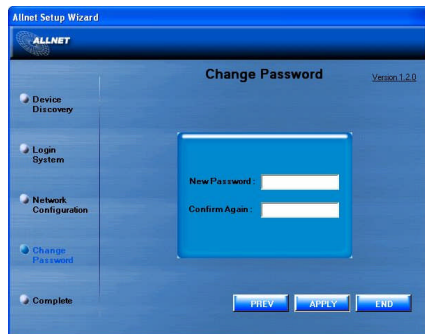 Allnet Setup Wizard
ALLNET
Change Password
Version 1.2.0
Device
Discovery
Login
System
Network
Configuration
Change
Password
Complete
New Password :
Confirm Again :
PREV
APPLY
END